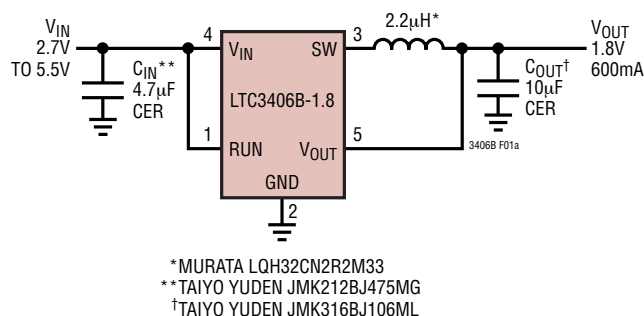 VIN
2.7V
TO 5.5V
CIN**
4.7µF
CER
4
VIN
SW
3
2.2µH*
VOUT
1.8V
600mA
COUT†
10µF
CER
LTC3406B-1.8
1
RUN
VOUT
5
3406B F01a
GND
2
*MURATA LQH32CN2R2M33
**TAIYO YUDEN JMK212BJ475MG
†TAIYO YUDEN JMK316BJ106ML